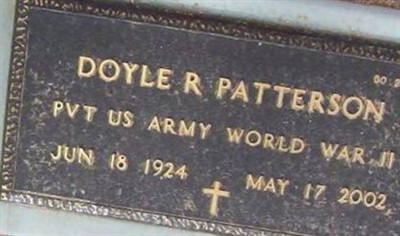 DOYLE R PATTERSON
PVT US ARMY WORLD WAR II
JUN 18 1924 MAY 17 2002